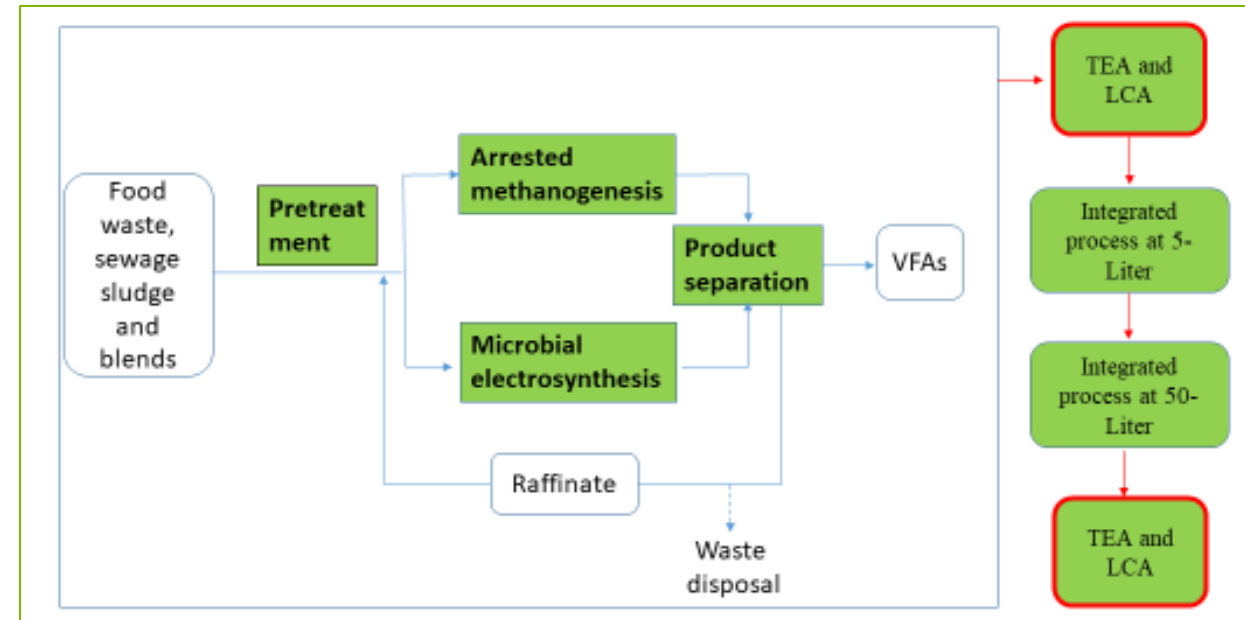 Food
waste,
sewage
sludge
and
blends
Pretreat
ment
Arrested
methanogenesis
Microbial
electrosynthesis
Product
separation
VFAs
Raffinate
Waste
disposal
TEA and
LCA
Integrated
process at 5-
Liter
Integrated
process at 50-
Liter
TEA and
LCA